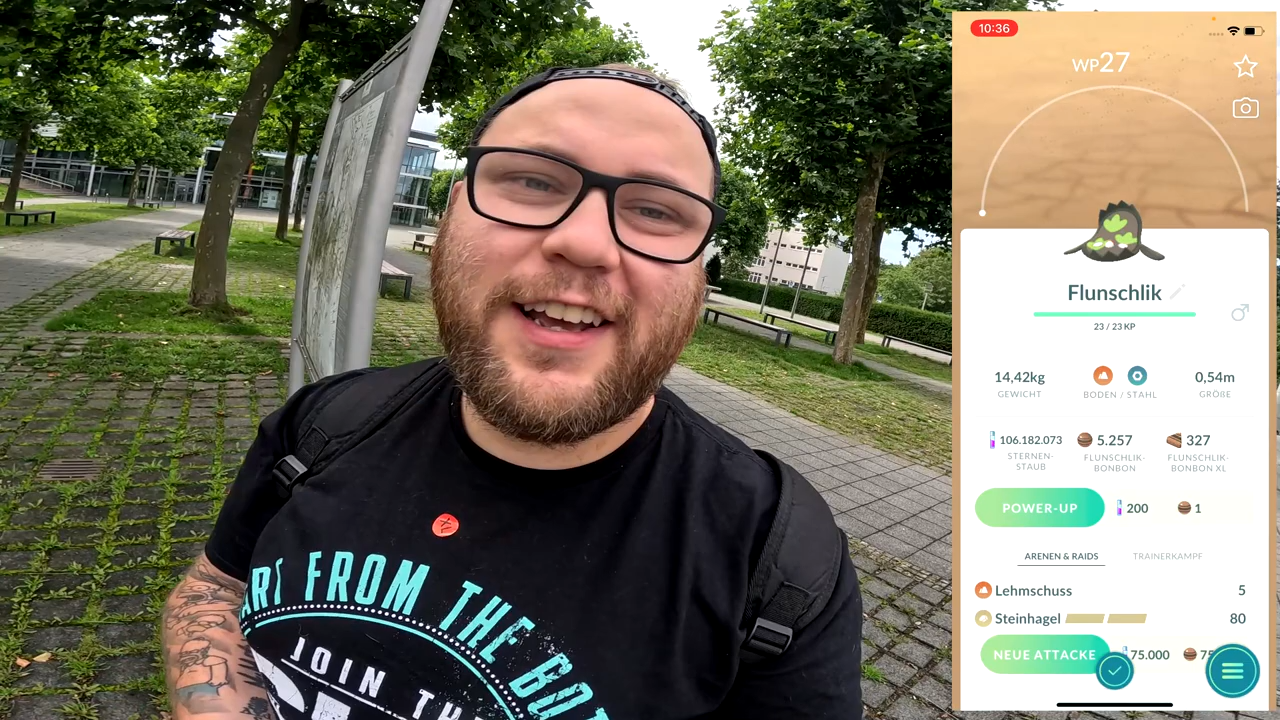 10:36
WP27
Flunschlik
23 / 23 KP
14,42kg
GEWICHT
BODEN / STAHL
0,54m
GRÖßE
106.182.073
STERNEN-
STAUB
5.257
FLUNSCHLIK-
BONBON
327
FLUNSCHLIK-
BONBON XL
POWER-UP
200
1
ARENEN & RAIDS
TRAINERKAMPF
Lehmschuss
5
Steinhagel
80
NEUE ATTACKE
75.000
XL
FROM THE
JOIN